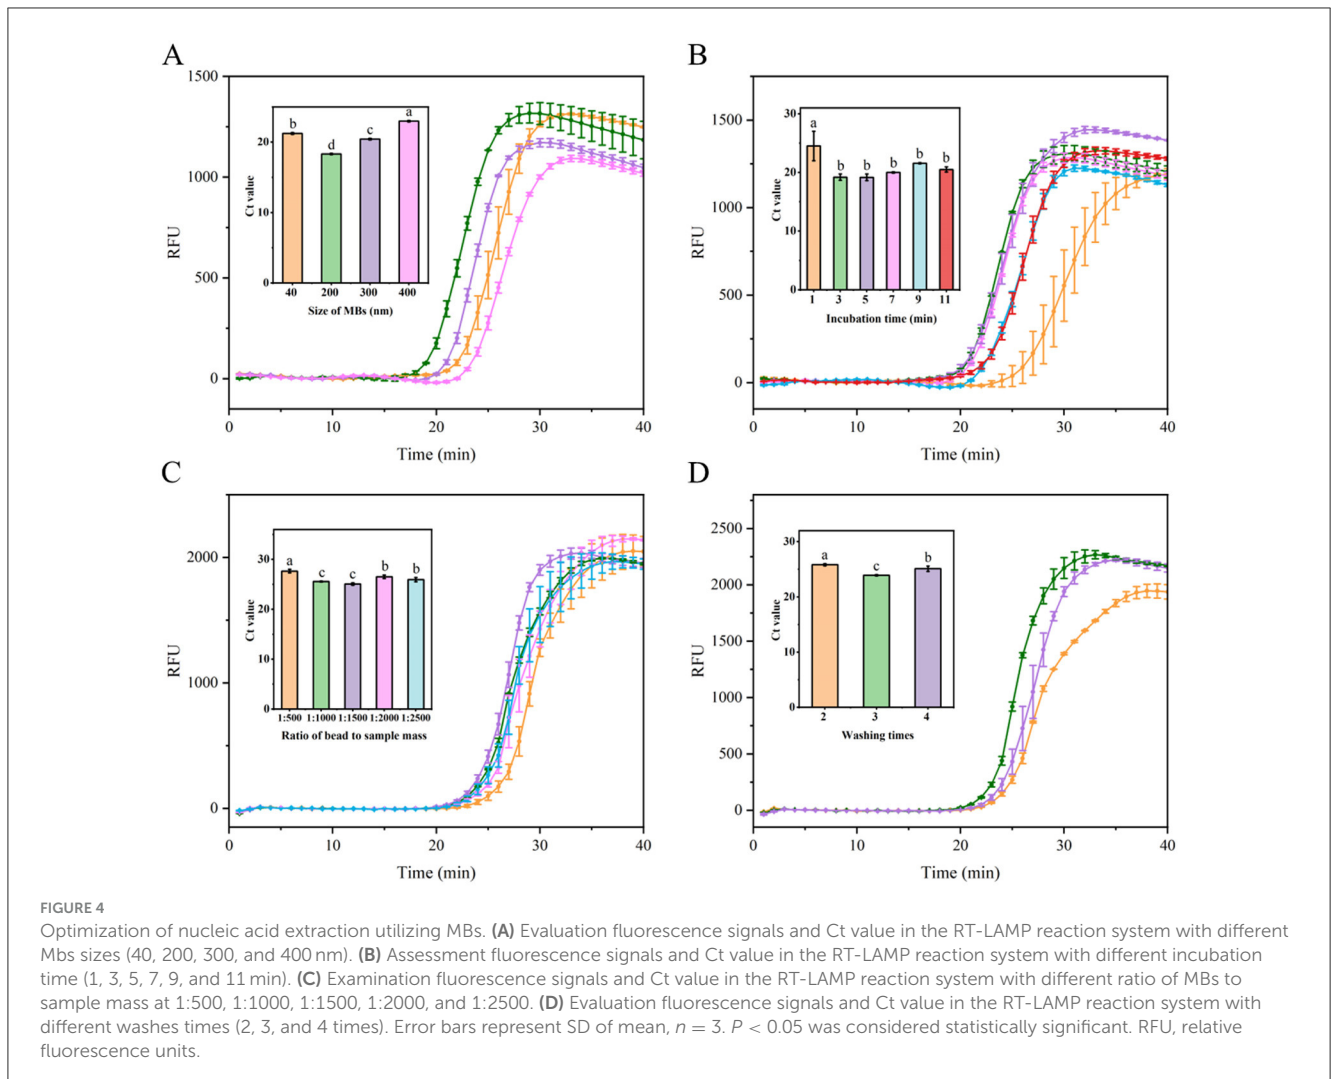 A
1500
1000
500
0
RFU
0
10
20
30
40
Time (min)
20
10
0
Ct value
b
d
c
a
40
200
300
400
Size of MBs (nm)
B
1500
1000
500
0
RFU
0
10
20
30
40
Time (min)
30
20
10
0
Ct value
a
b
b
b
b
b
1
3
5
7
9
11
Incubation time (min)
C
2000
1000
0
RFU
0
10
20
30
40
Time (min)
30
20
10
0
Ct value
a
c
c
b
c
1:500
1:1000
1:1500
1:2000
1:2500
Ratio of bead to sample mass
D
2500
2000
1500
1000
500
0
RFU
0
10
20
30
40
Time (min)
30
20
10
0
Ct value
a
c
b
2
3
4
Washing times
FIGURE 4
Optimization of nucleic acid extraction utilizing MBs. (A) Evaluation fluorescence signals and Ct value in the RT-LAMP reaction system with different
Mbs sizes (40, 200, 300, and 400 nm). (B) Assessment fluorescence signals and Ct value in the RT-LAMP reaction system with different incubation
time (1, 3, 5, 7, 9, and 11 min). (C) Examination fluorescence signals and Ct value in the RT-LAMP reaction system with different ratio of MBs to
sample mass at 1:500, 1:1000, 1:1500, 1:2000, and 1:2500. (D) Evaluation fluorescence signals and Ct value in the RT-LAMP reaction system with
different washes times (2, 3, and 4 times). Error bars represent SD of mean, n = 3. P < 0.05 was considered statistically significant. RFU, relative
fluorescence units.